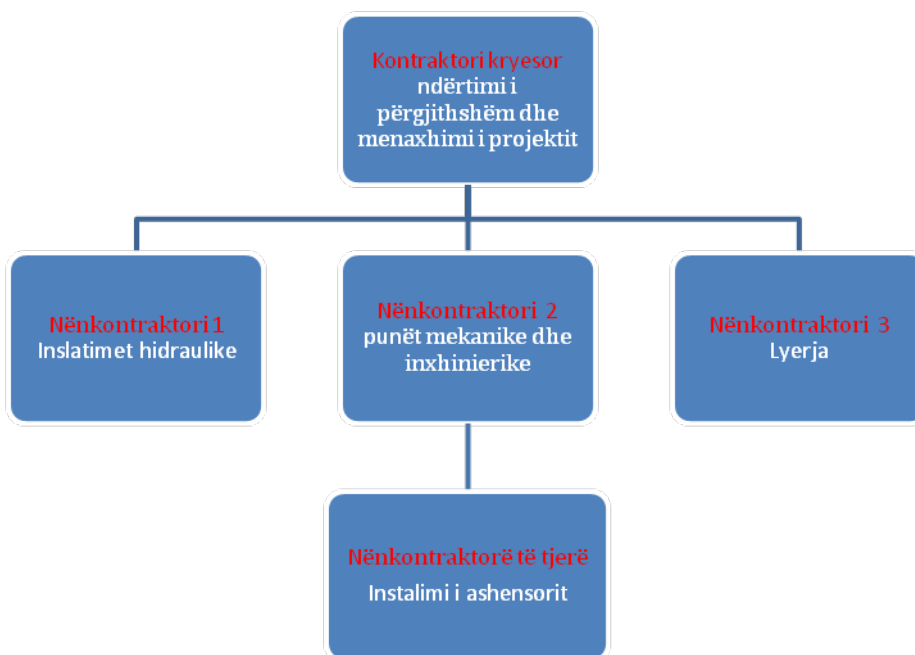 Kontraktori kryesor
ndërtimi i
përgjithshëm dhe
menaxhimi i projektit
Nënkontraktori 1
Inslatimet hidraulike
Nënkontraktori 2
punët mekanike dhe
inxhinierike
Nënkontraktori 3
Lyerja
Nënkontraktorë të tjerë
Instalimi i ashensorit